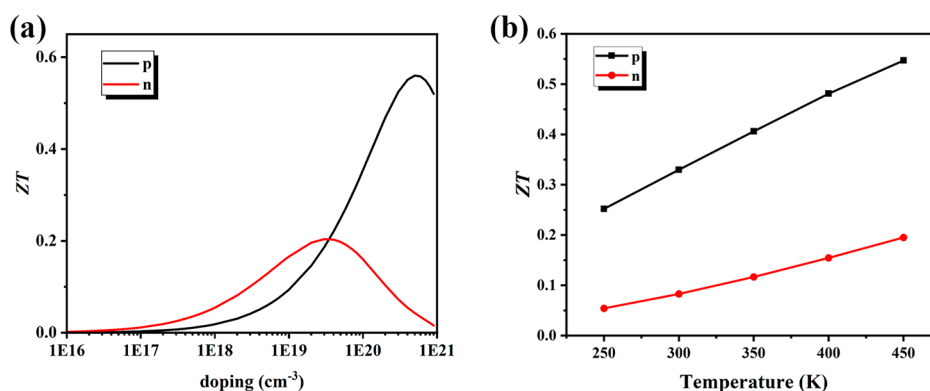 (a)
p
n
ZT
0.6
0.4
0.2
0.0
1E16 1E17 1E18 1E19 1E20 1E21
doping (cm⁻³)
(b)
p
n
ZT
0.6
0.5
0.4
0.3
0.2
0.1
0.0
250 300 350 400 450
Temperature (K)